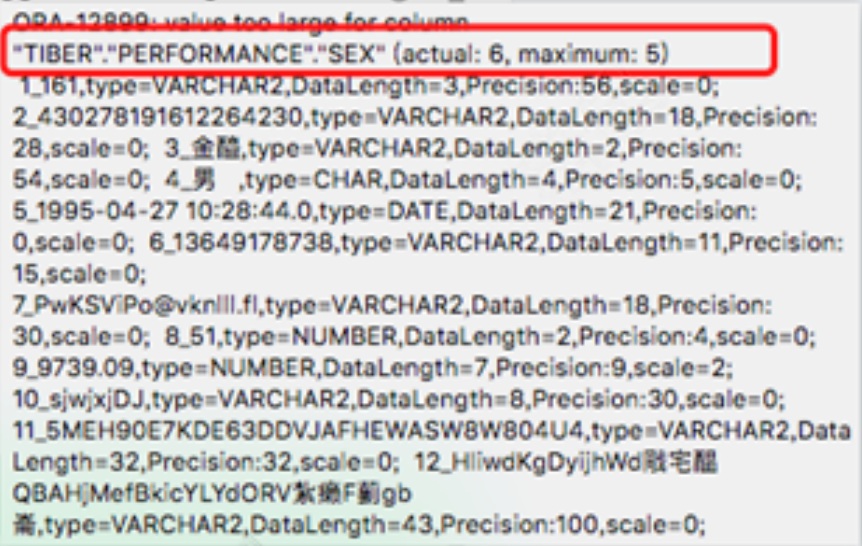 ORA-12899: value too large for column
"TIBER"."PERFORMANCE"."SEX" (actual: 6, maximum: 5)
1_161,type=VARCHAR2,DataLength=3,Precision:56,scale=0;
2_430278191612264230,type=VARCHAR2,DataLength=18,Precision:
28,scale=0; 3_金醯,type=VARCHAR2,DataLength=2,Precision:
54,scale=0; 4_男 ,type=CHAR,DataLength=4,Precision:5,scale=0;
5_1995-04-27 10:28:44.0,type=DATE,DataLength=21,Precision:
0,scale=0; 6_13649178738,type=VARCHAR2,DataLength=11,Precision:
15,scale=0;
7_PwKSViPo@vknlll.fl,type=VARCHAR2,DataLength=18,Precision:
30,scale=0; 8_51,type=NUMBER,DataLength=2,Precision:4,scale=0;
9_9739.09,type=NUMBER,DataLength=7,Precision:9,scale=2;
10_sjwjxjDJ,type=VARCHAR2,DataLength=8,Precision:30,scale=0;
11_5MEH90E7KDE63DDVJAFHEWASW8W804U4,type=VARCHAR2,Data
Length=32,Precision:32,scale=0;
,type=VARCHAR2,DataLength=43,Precision:100,scale=0;